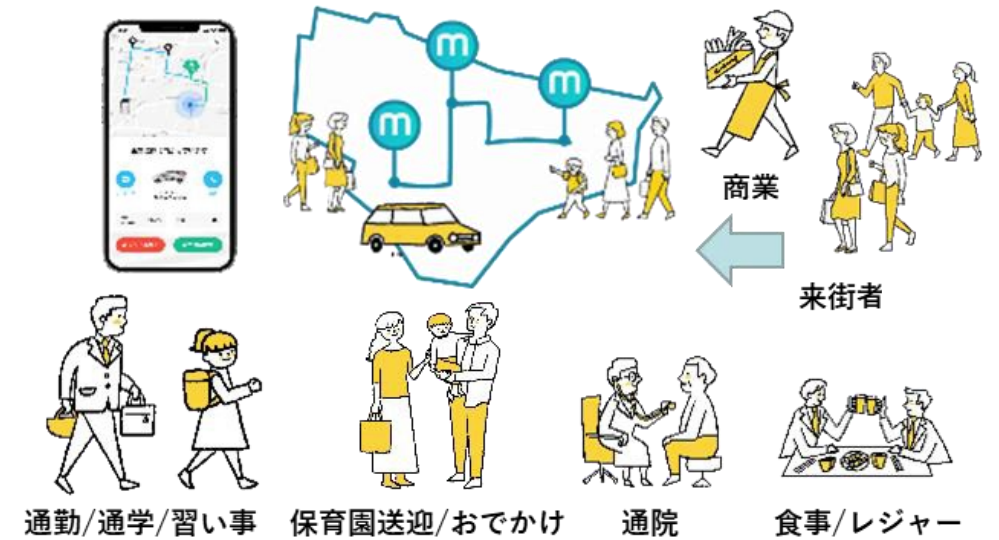 m
m
m
商業
来街者
通勤/通学/習い事
保育園送迎/おでかけ
通院
食事/レジャー